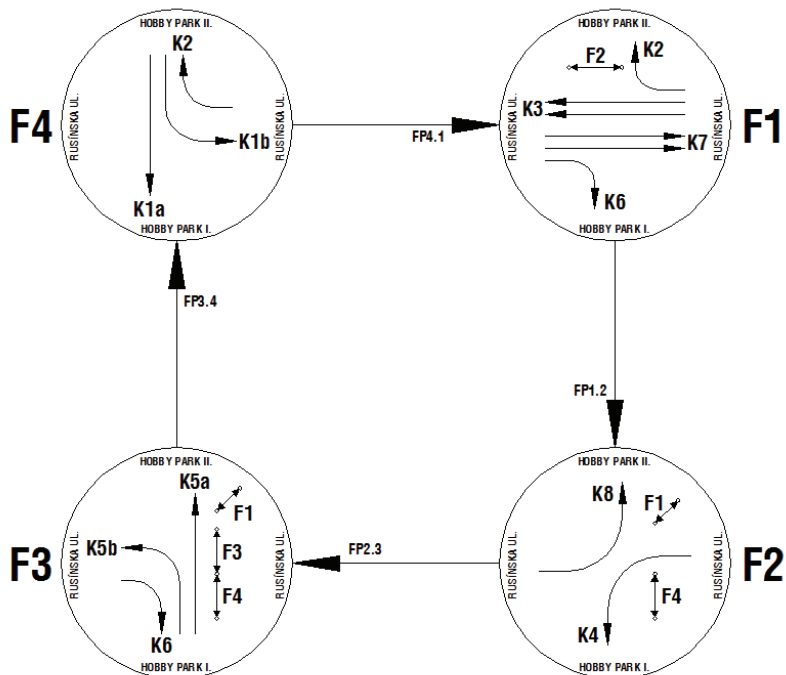 HOBBY PARK II.
K2
RUSÍNSKA UL.
F4
RUSÍNSKA UL.
K1b
K1a
HOBBY PARK I.
FP4.1
HOBBY PARK II.
F2
K2
RUSÍNSKA UL.
K3
K7
RUSÍNSKA UL.
F1
K6
HOBBY PARK I.
FP3.4
FP1.2
HOBBY PARK II.
K5a
F1
RUSÍNSKA UL.
K5b
F3
F3
F4
RUSÍNSKA UL.
K6
HOBBY PARK I.
FP2.3
HOBBY PARK II.
K8
F1
RUSÍNSKA UL.
RUSÍNSKA UL.
F2
F4
K4
HOBBY PARK I.